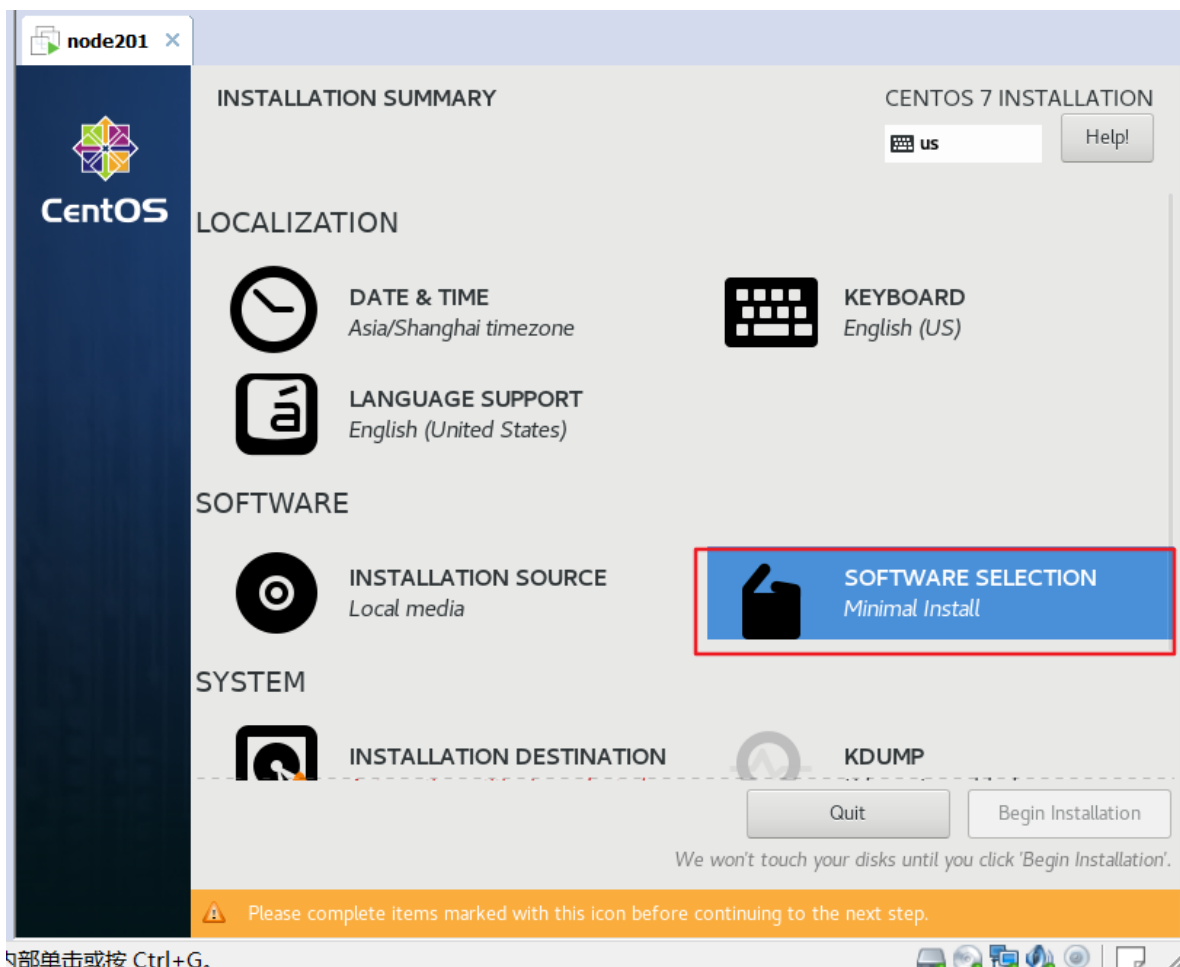 node201 ×
INSTALLATION SUMMARY
CENTOS 7 INSTALLATION
us
Help!
CentOS
LOCALIZATION
DATE & TIME
Asia/Shanghai timezone
KEYBOARD
English (US)
LANGUAGE SUPPORT
English (United States)
SOFTWARE
INSTALLATION SOURCE
Local media
SOFTWARE SELECTION
Minimal Install
SYSTEM
INSTALLATION DESTINATION
KDUMP
Quit
Begin Installation
We won't touch your disks until you click 'Begin Installation'.
Please complete items marked with this icon before continuing to the next step.
部单击或按 Ctrl+G。